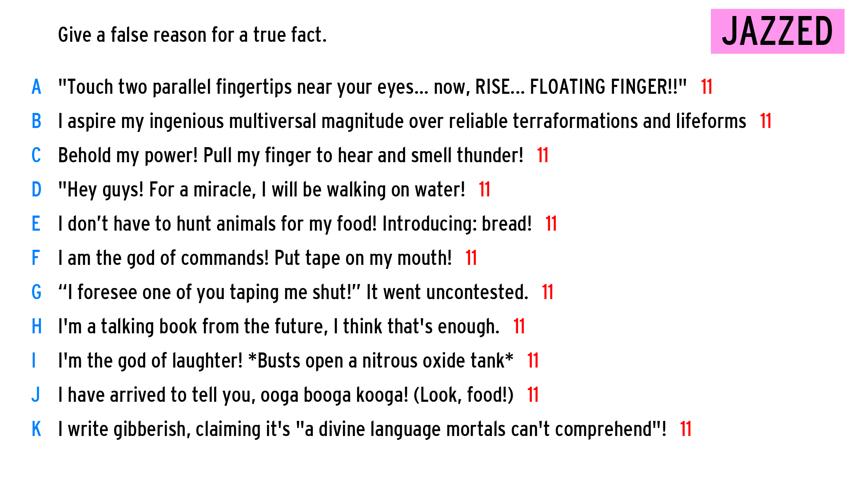 Give a false reason for a true fact.
JAZZED
A "Touch two parallel fingertips near your eyes... now, RISE... FLOATING FINGER!!" 11
B I aspire my ingenious multiversal magnitude over reliable terraformations and lifeforms 11
C Behold my power! Pull my finger to hear and smell thunder! 11
D "Hey guys! For a miracle, I will be walking on water! 11
E I don’t have to hunt animals for my food! Introducing: bread! 11
F I am the god of commands! Put tape on my mouth! 11
G “I foresee one of you taping me shut!” It went uncontested. 11
H I'm a talking book from the future, I think that's enough. 11
I I'm the god of laughter! *Busts open a nitrous oxide tank* 11
J I have arrived to tell you, ooga booga kooga! (Look, food!) 11
K I write gibberish, claiming it's "a divine language mortals can't comprehend"! 11